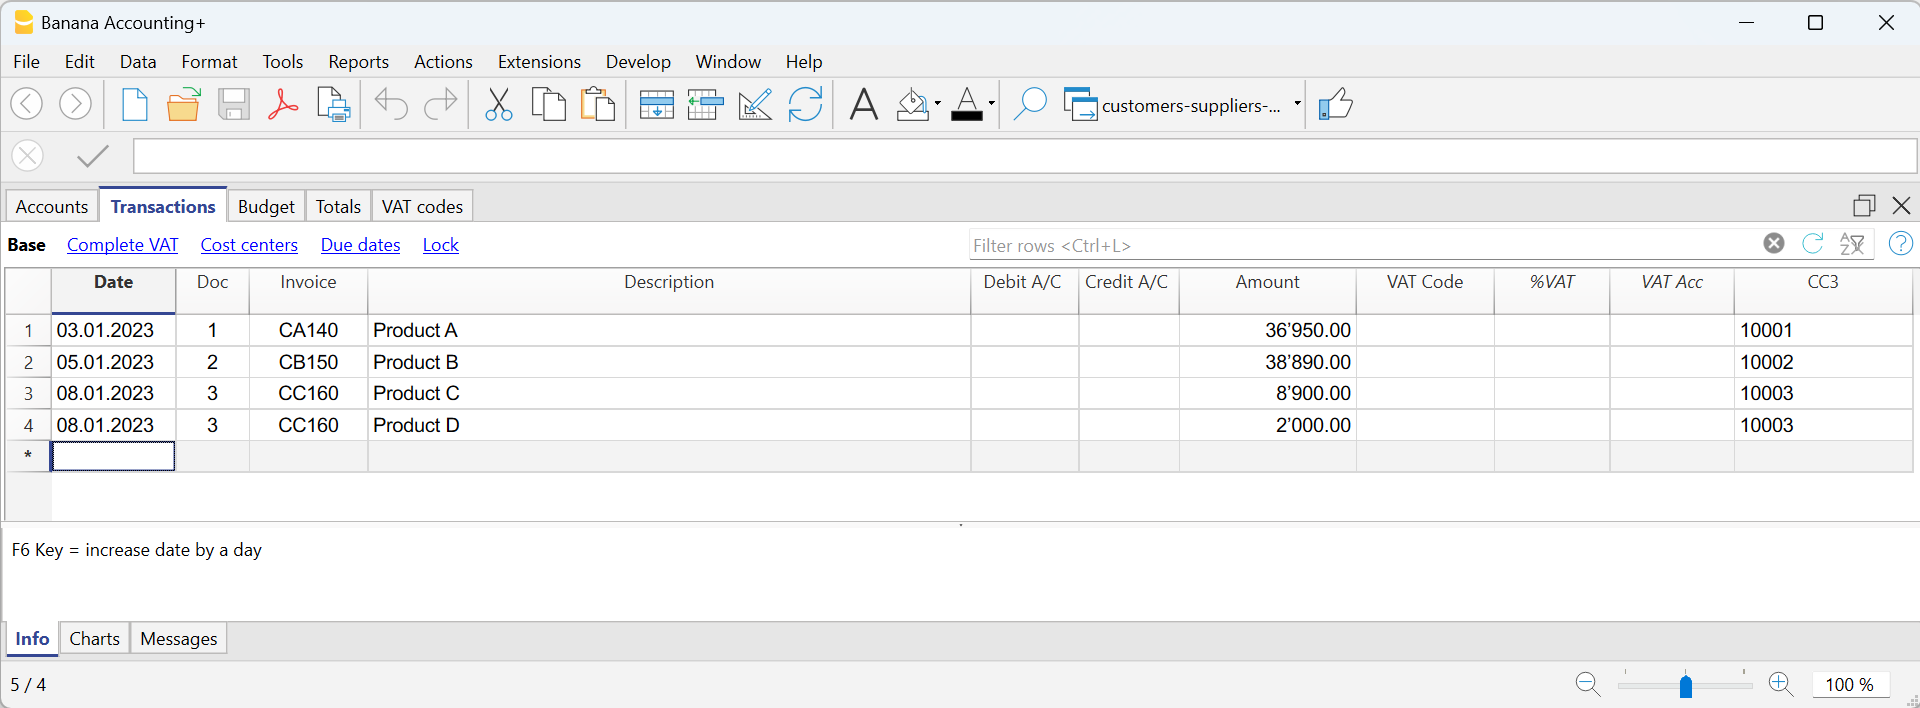 Banana Accounting+
File Edit Data Format Tools Reports Actions Extensions Develop Window Help
customers-suppliers-...
Accounts Transactions Budget Totals VAT codes
Base Complete VAT Cost centers Due dates Lock Filter rows <Ctrl+L>
Date Doc Invoice Description Debit A/C Credit A/C Amount VAT Code %VAT VAT Acc CC3
1 03.01.2023 1 CA140 Product A 36’950.00 10001
2 05.01.2023 2 CB150 Product B 38’890.00 10002
3 08.01.2023 3 CC160 Product C 8’900.00 10003
4 08.01.2023 3 CC160 Product D 2’000.00 10003
*
F6 Key = increase date by a day
Info Charts Messages
5 / 4 100 %